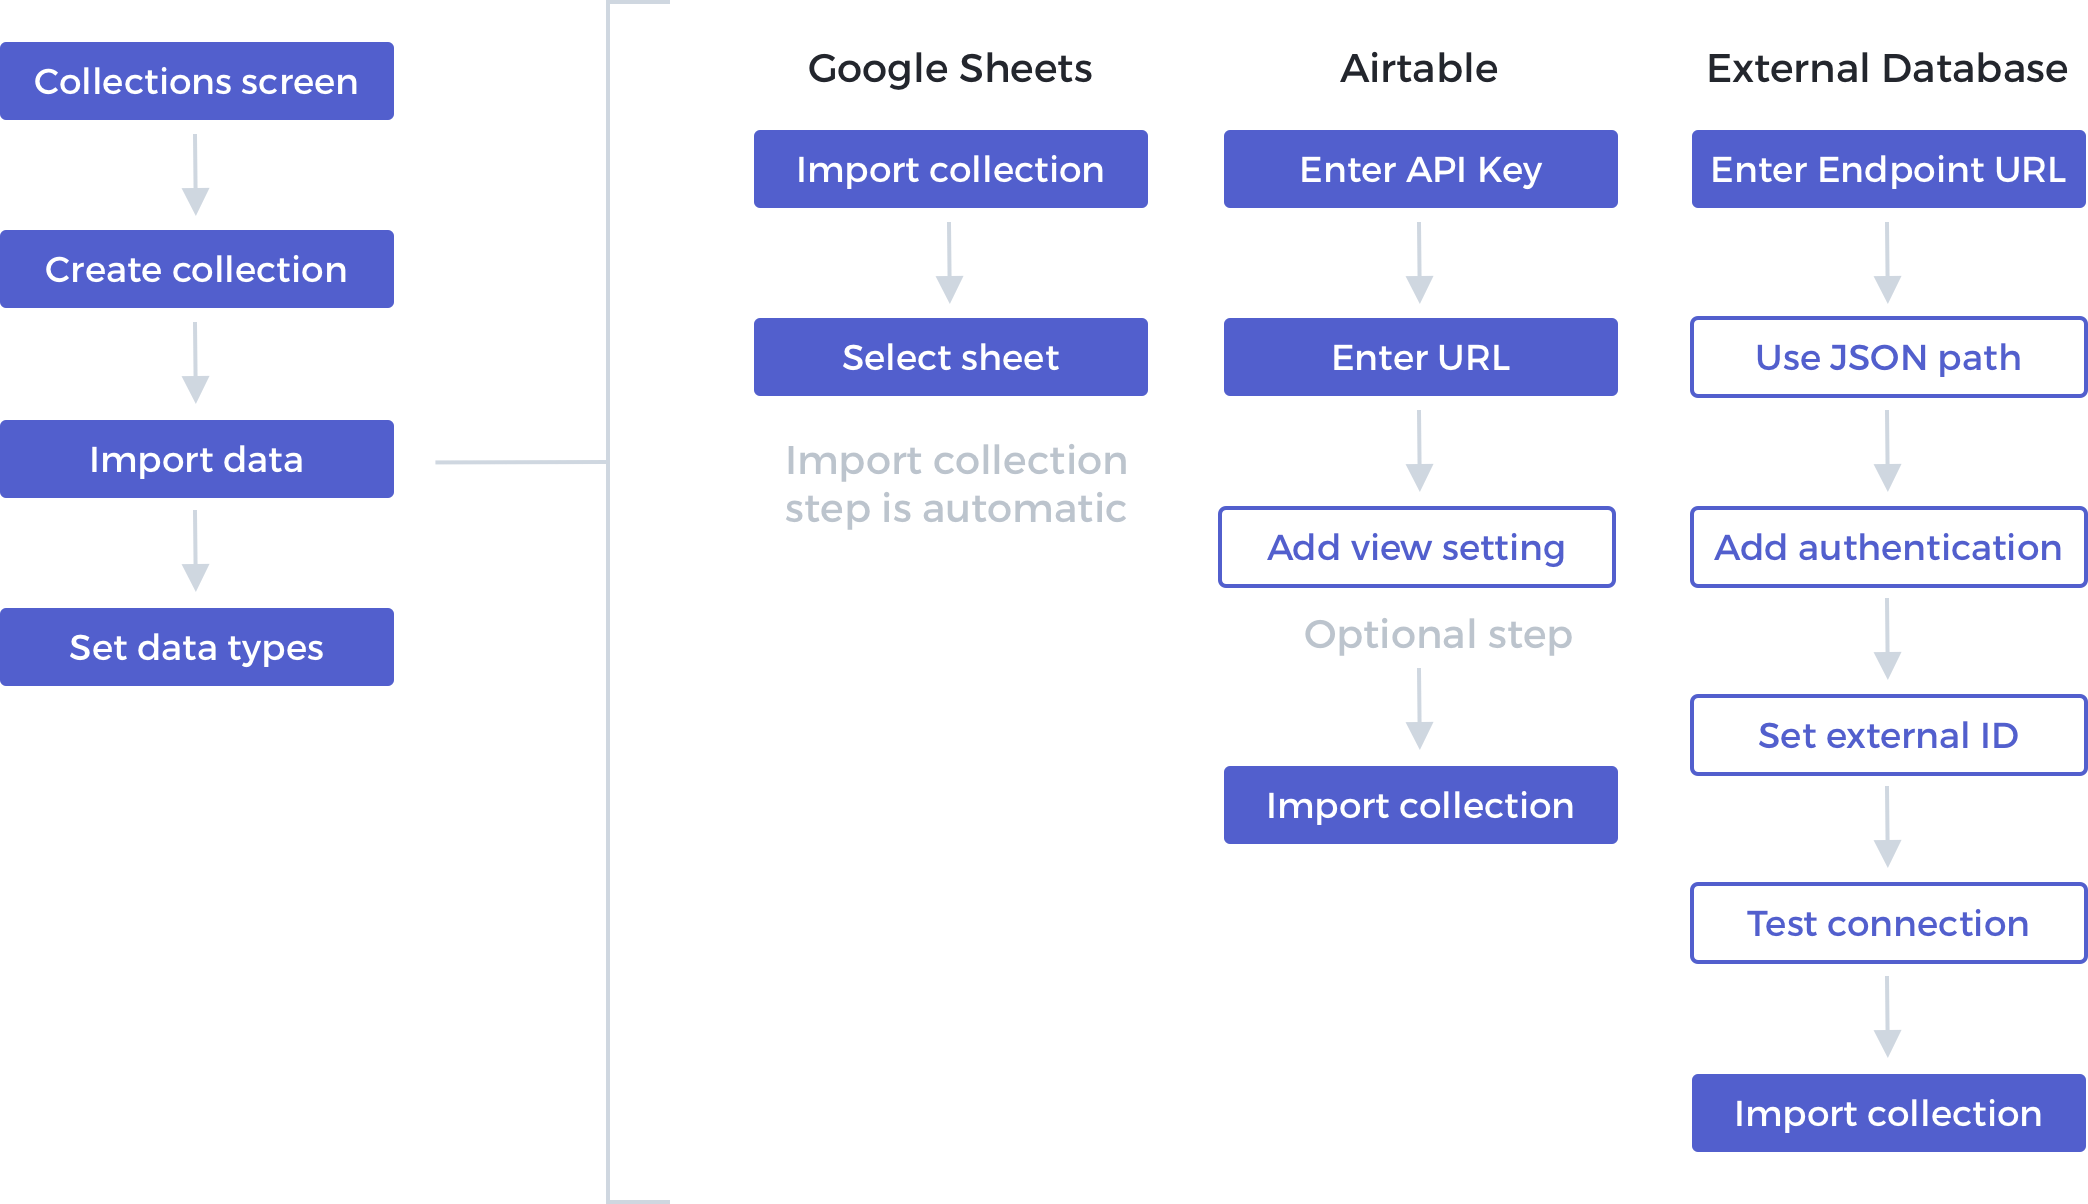 Collections screen
Create collection
Import data
Set data types
Google Sheets
Import collection
Select sheet
Import collection
step is automatic
Airtable
Enter API Key
Enter URL
Add view setting
Optional step
Import collection
External Database
Enter Endpoint URL
Use JSON path
Add authentication
Set external ID
Test connection
Import collection